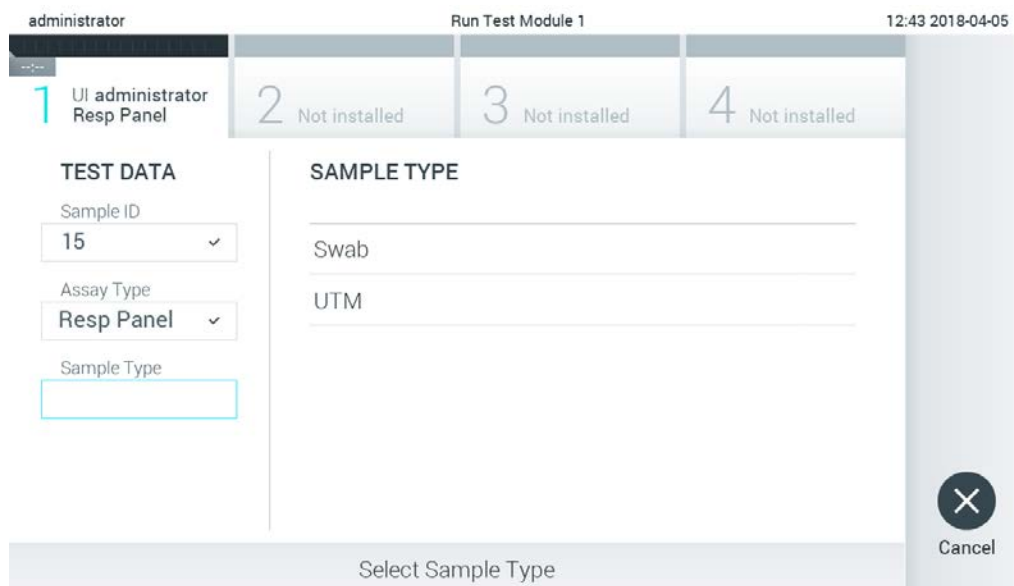 administrator Run Test Module 1 12:43 2018-04-05
--:--
1 UI administrator
Resp Panel
2 Not installed
3 Not installed
4 Not installed
TEST DATA
Sample ID
15
Assay Type
Resp Panel
Sample Type
SAMPLE TYPE
Swab
UTM
Cancel
Select Sample Type